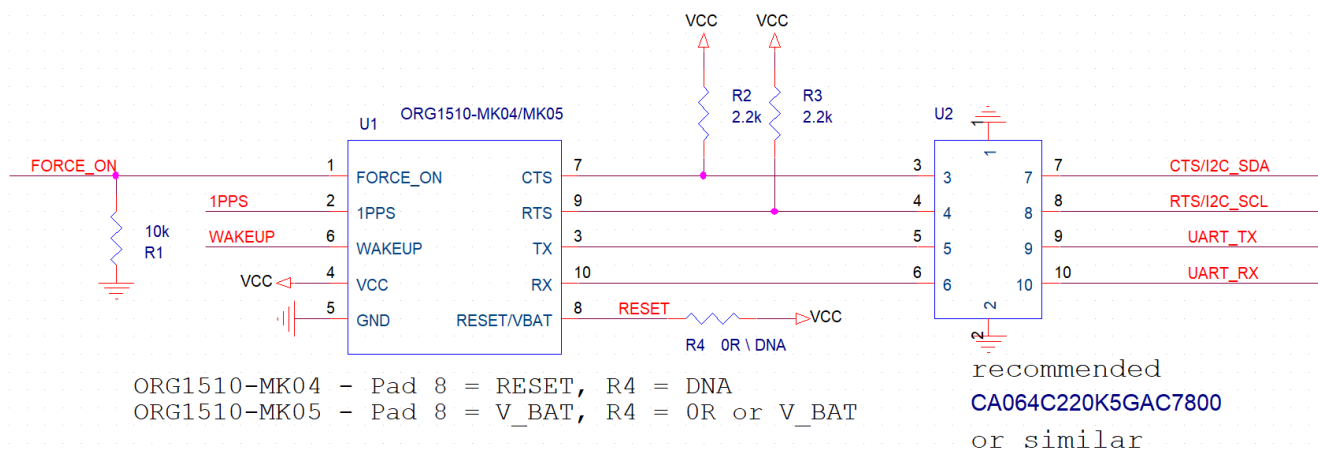 VCC
VCC
R2
2.2k
R3
2.2k
ORG1510-MK04/MK05
U1
U2
1
1
FORCE_ON
1
FORCE_ON
CTS
7
3
3
7
7
CTS/I2C_SDA
1PPS
2
1PPS
RTS
9
4
4
8
8
RTS/I2C_SCL
10k
R1
WAKEUP
6
WAKEUP
TX
3
5
5
9
9
UART_TX
VCC
4
VCC
RX
10
6
6
10
10
UART_RX
5
GND
RESET/VBAT
8
RESET
VCC
R4 0R \ DNA
2
2
ORG1510-MK04 - Pad 8 = RESET, R4 = DNA
ORG1510-MK05 - Pad 8 = V_BAT, R4 = 0R or V_BAT
recommended
CA064C220K5GAC7800
or similar